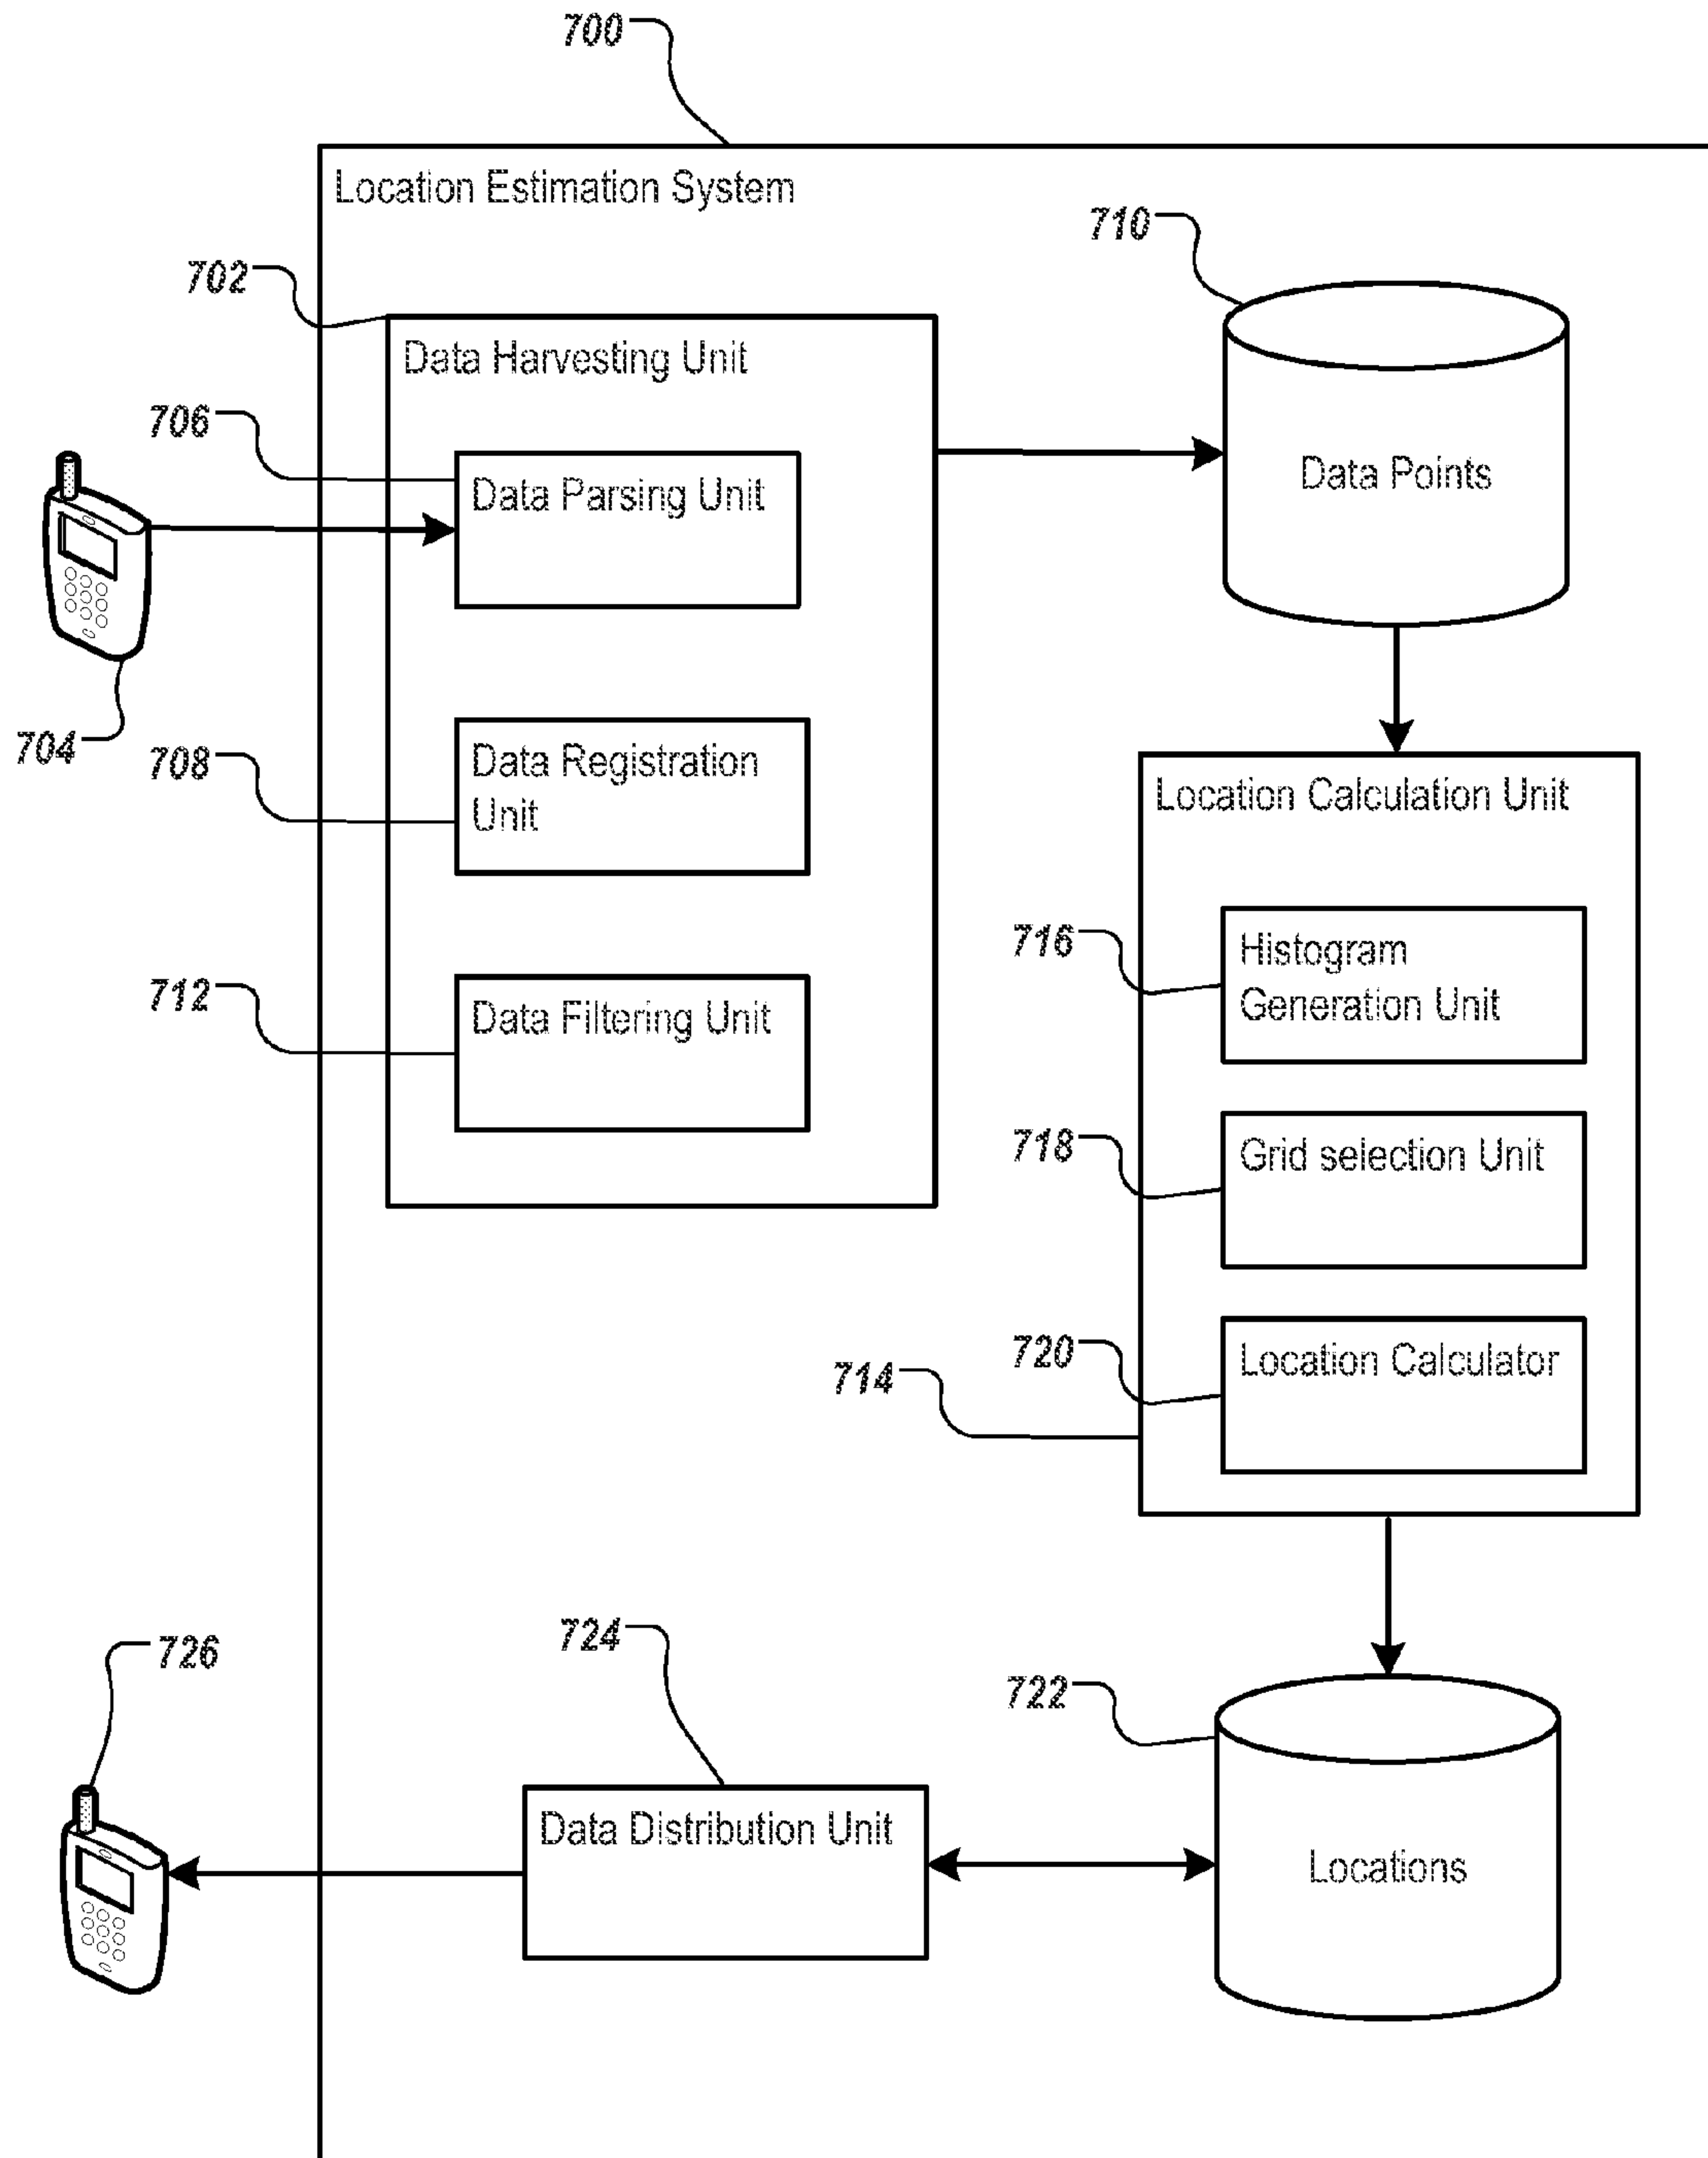 700
Location Estimation System
710
702
Data Harvesting Unit
706
Data Parsing Unit
Data Points
704
708
Data Registration
Unit
Location Calculation Unit
716
Histogram
Generation Unit
712
Data Filtering Unit
718
Grid selection Unit
720
Location Calculator
714
724
726
722
Data Distribution Unit
Locations